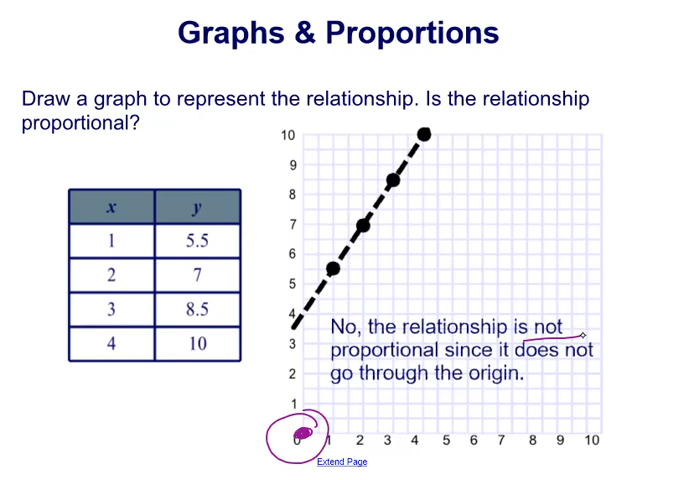 Graphs & Proportions
Draw a graph to represent the relationship. Is the relationship
proportional?
x y
1 5.5
2 7
3 8.5
4 10
10
9
8
7
6
5
4
3
2
1
No, the relationship is not
proportional since it does not
go through the origin.
0 1 2 3 4 5 6 7 8 9 10
Extend Page